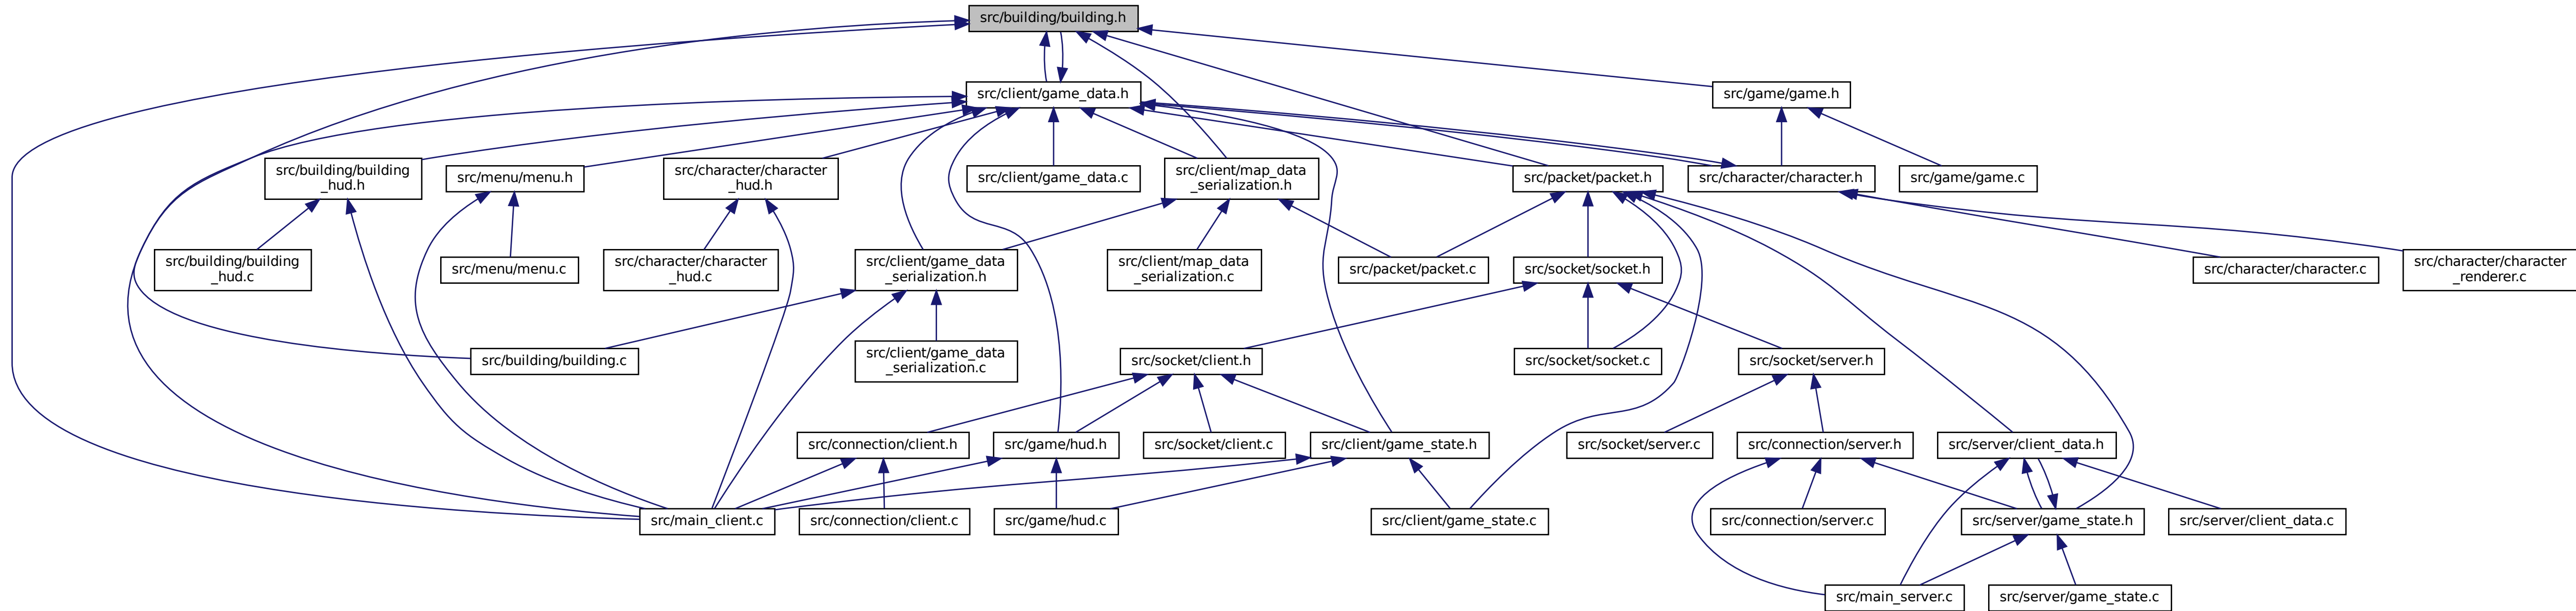 src/building/building.h
src/client/game_data.h
src/game/game.h
src/building/building
_hud.h
src/menu/menu.h
src/character/character
_hud.h
src/client/game_data.c
src/client/map_data
_serialization.h
src/packet/packet.h
src/character/character.h
src/game/game.c
src/building/building
_hud.c
src/menu/menu.c
src/character/character
_hud.c
src/client/game_data
_serialization.h
src/client/map_data
_serialization.c
src/packet/packet.c
src/socket/socket.h
src/character/character.c
src/character/character
_renderer.c
src/building/building.c
src/client/game_data
_serialization.c
src/socket/client.h
src/socket/socket.c
src/socket/server.h
src/connection/client.h
src/game/hud.h
src/socket/client.c
src/client/game_state.h
src/socket/server.c
src/connection/server.h
src/server/client_data.h
src/main_client.c
src/connection/client.c
src/game/hud.c
src/client/game_state.c
src/connection/server.c
src/server/game_state.h
src/server/client_data.c
src/main_server.c
src/server/game_state.c